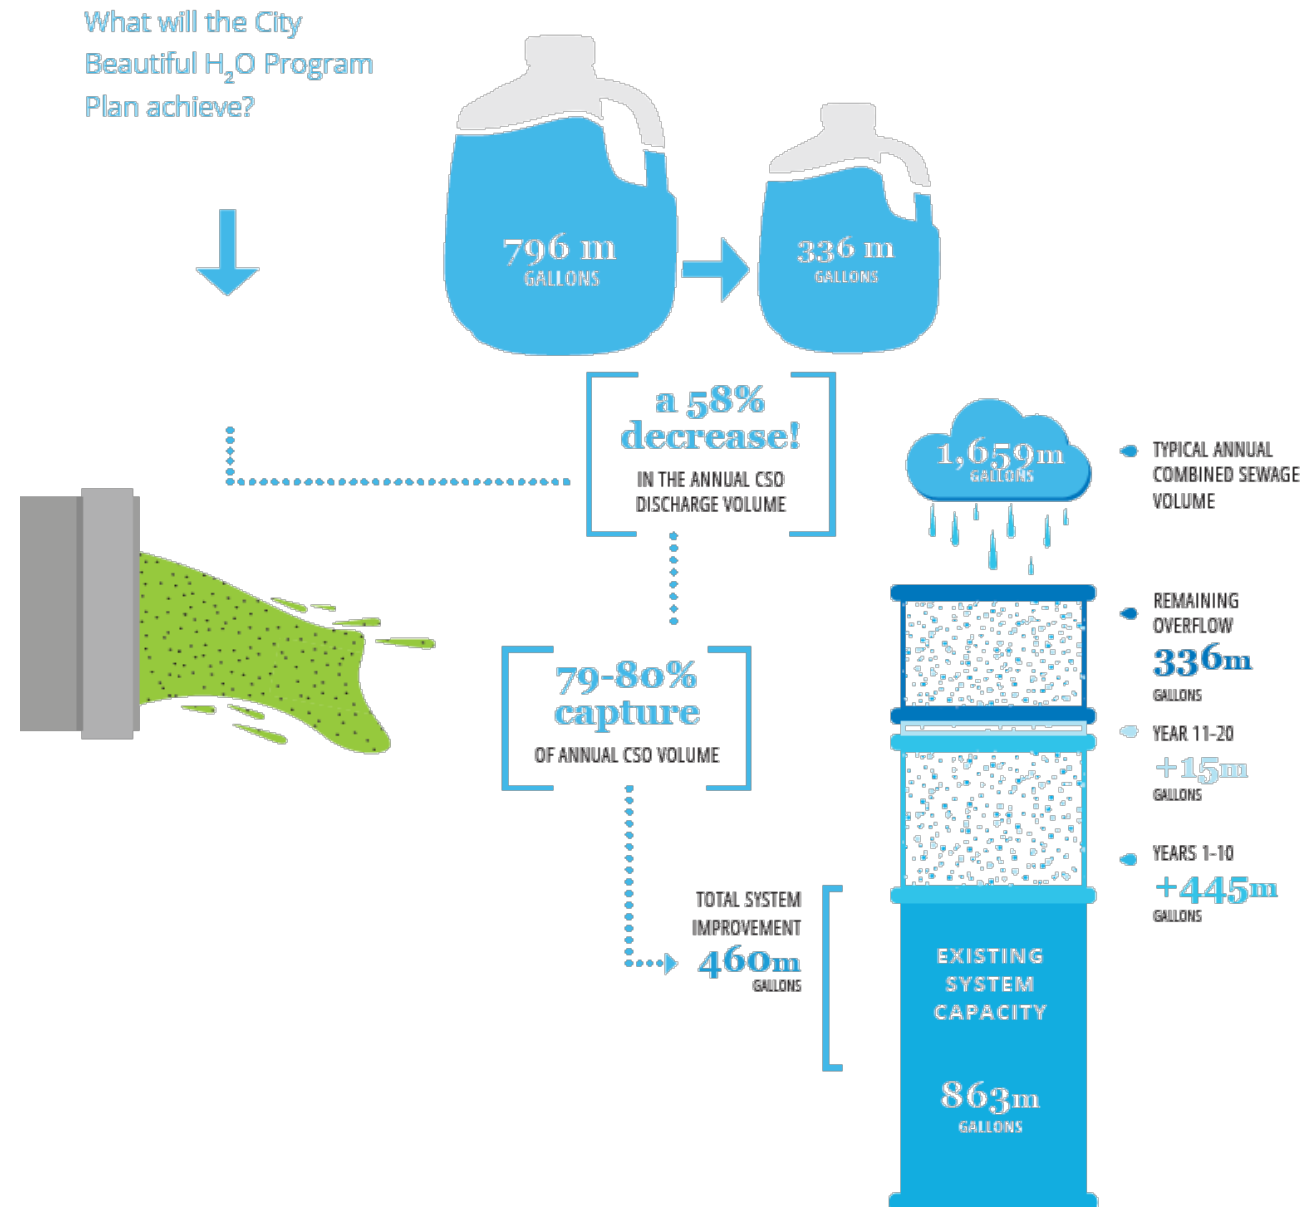 What will the City
Beautiful H₂O Program
Plan achieve?
796 m
GALLONS
336 m
GALLONS
a 58%
decrease!
IN THE ANNUAL CSO
DISCHARGE VOLUME
79-80%
capture
OF ANNUAL CSO VOLUME
TOTAL SYSTEM
IMPROVEMENT
460m
GALLONS
1,659m
GALLONS
TYPICAL ANNUAL
COMBINED SEWAGE
VOLUME
REMAINING
OVERFLOW
336m
GALLONS
YEAR 11-20
+15m
GALLONS
YEARS 1-10
+445m
GALLONS
EXISTING
SYSTEM
CAPACITY
863m
GALLONS